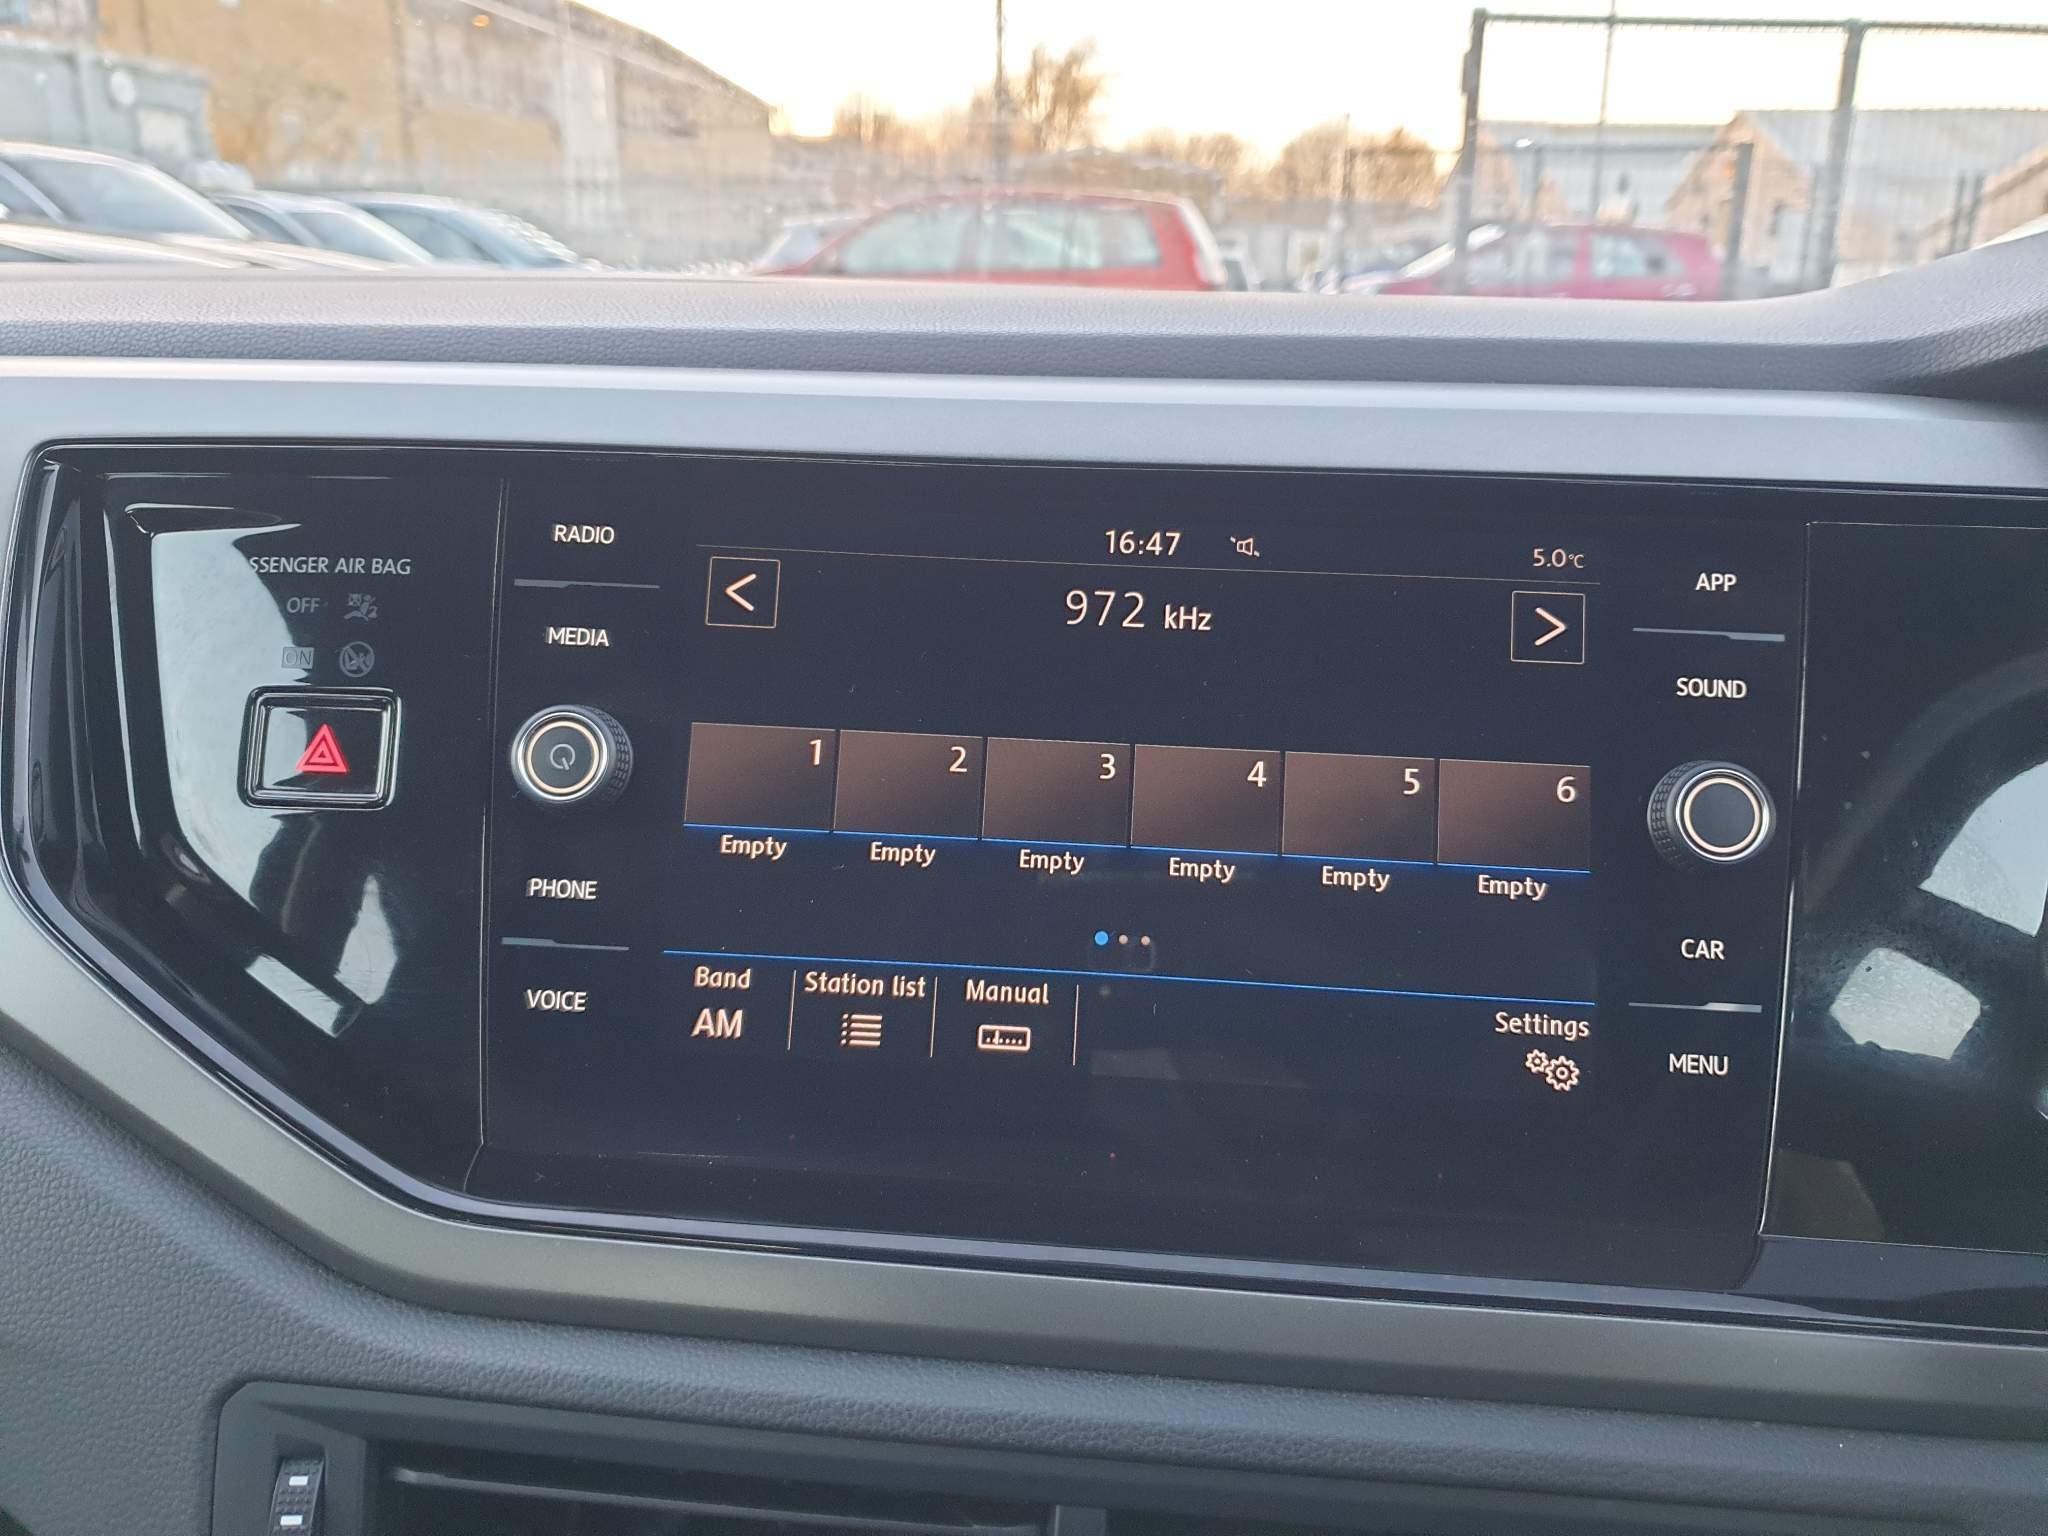 SSENGER AIR BAG
OFF
ON
RADIO
MEDIA
PHONE
VOICE
16:47
5.0°C
<
972 kHz
>
1 2 3 4 5 6
Empty Empty Empty Empty Empty Empty
Band Station list Manual
AM
Settings
APP
SOUND
CAR
MENU